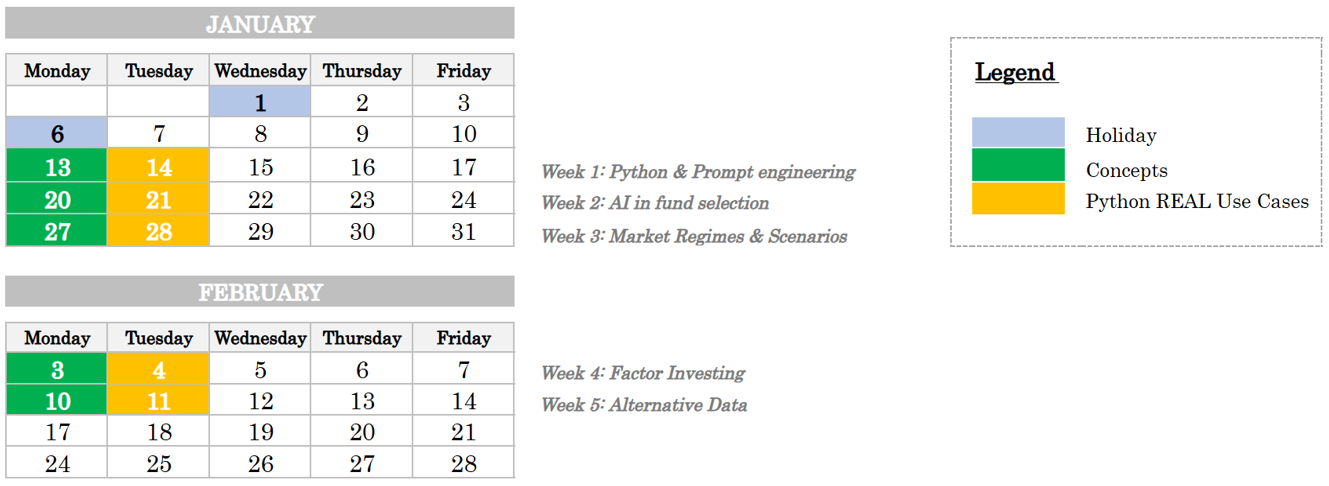 JANUARY
Monday Tuesday Wednesday Thursday Friday
1 2 3
6 7 8 9 10
13 14 15 16 17 Week 1: Python & Prompt engineering
20 21 22 23 24 Week 2: AI in fund selection
27 28 29 30 31 Week 3: Market Regimes & Scenarios
FEBRUARY
Monday Tuesday Wednesday Thursday Friday
3 4 5 6 7 Week 4: Factor Investing
10 11 12 13 14 Week 5: Alternative Data
17 18 19 20 21
24 25 26 27 28
Legend
Holiday
Concepts
Python REAL Use Cases